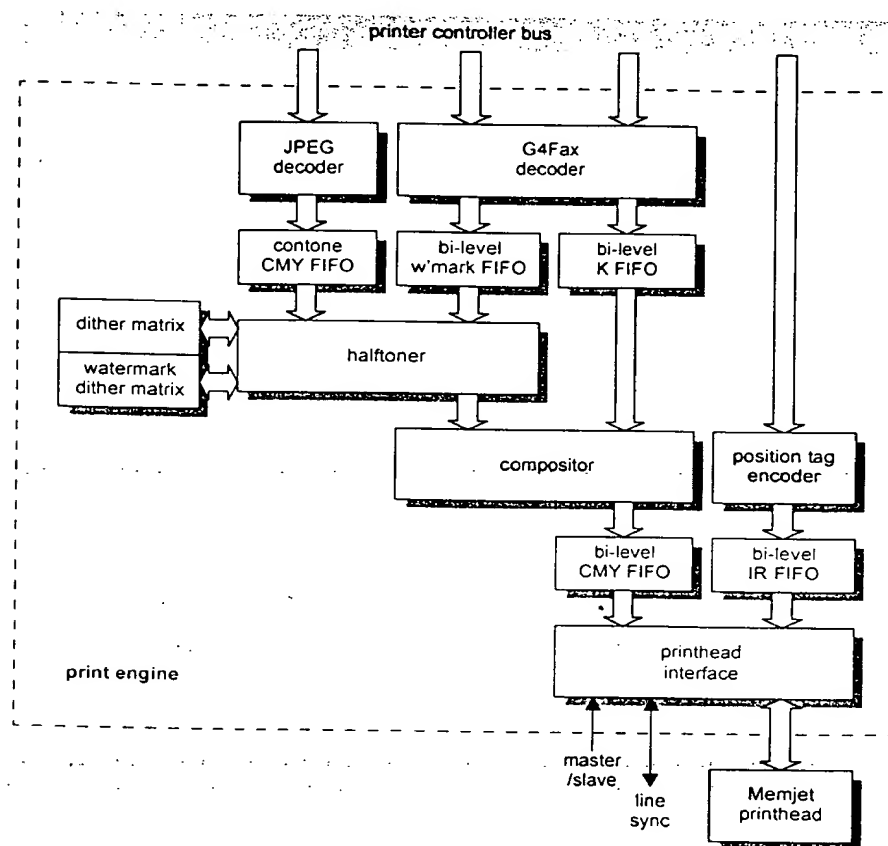 printer controller bus
JPEG
decoder
G4Fax
decoder
contone
CMY FIFO
bi-level
w'mark FIFO
bi-level
K FIFO
dither matrix
watermark
dither matrix
halftoner
compositor
position tag
encoder
bi-level
CMY FIFO
bi-level
IR FIFO
print engine
printhead
interface
master
/slave
line
sync
Memjet
printhead